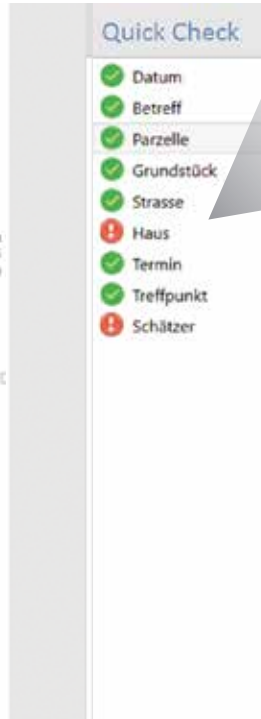 Quick Check
Datum
Betreff
Parzelle
Grundstück
Strasse
Haus
Termin
Treffpunkt
Schätzer